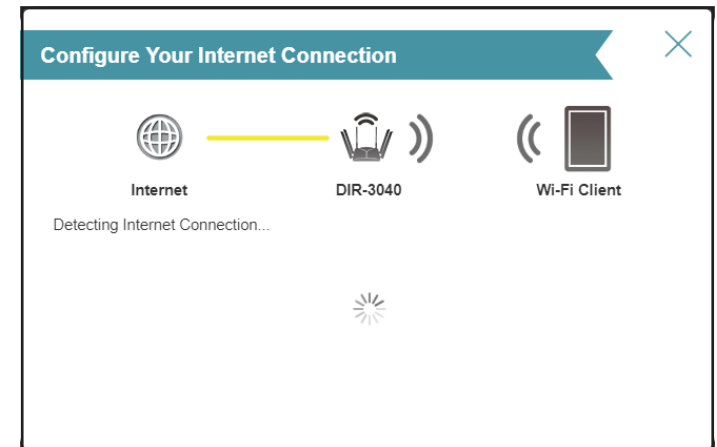 Configure Your Internet Connection
Internet
DIR-3040
Wi-Fi Client
Detecting Internet Connection...